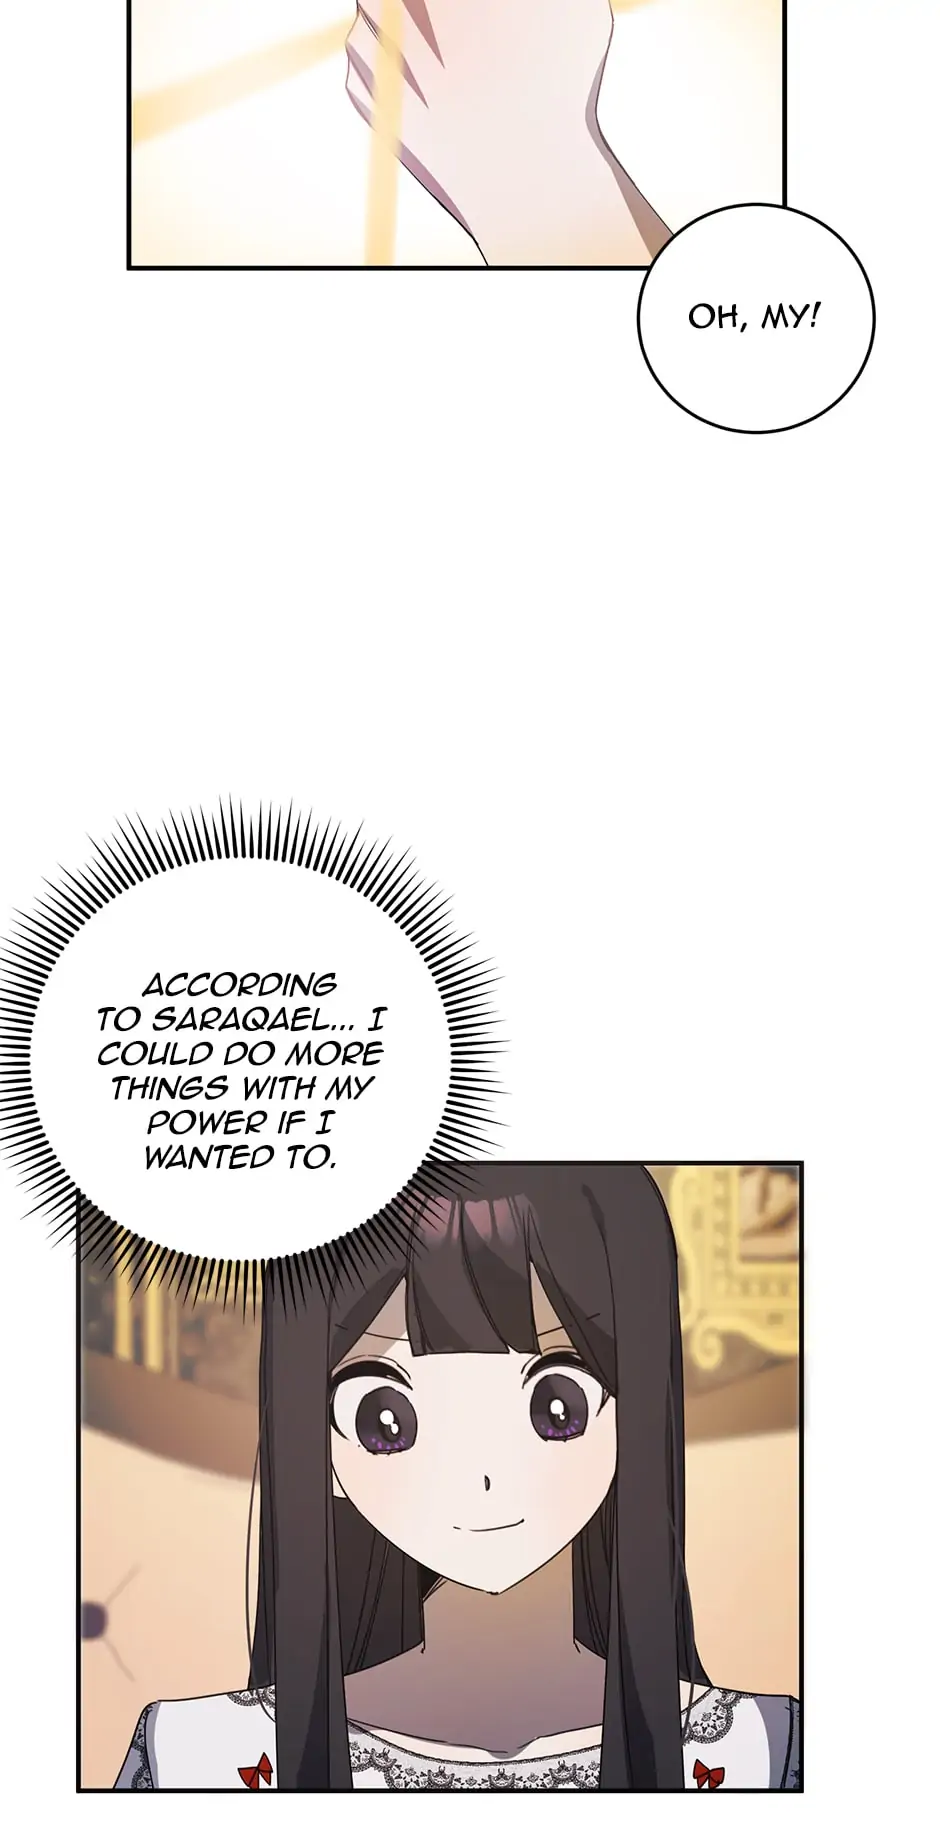 OH, MY!
ACCORDING
TO SARAQAEL... I
COULD DO MORE
THINGS WITH MY
POWER IF I
WANTED TO.